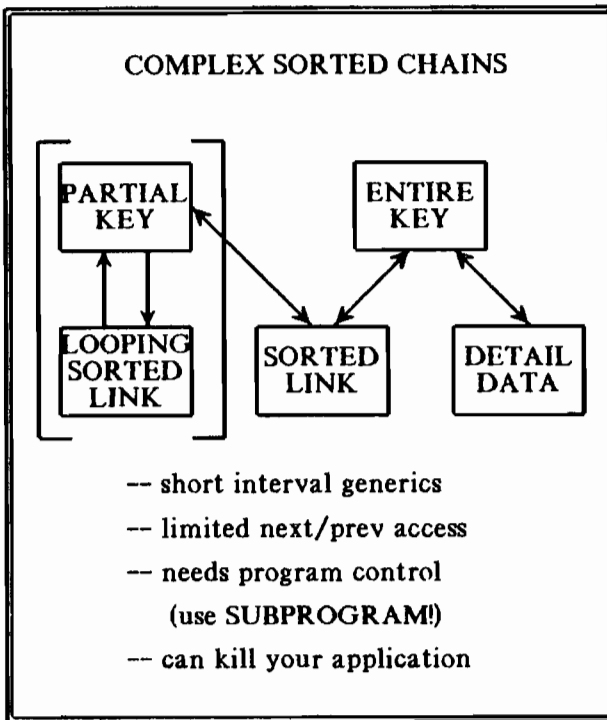 COMPLEX SORTED CHAINS
PARTIAL
KEY
ENTIRE
KEY
LOOPING
SORTED
LINK
SORTED
LINK
DETAIL
DATA
-- short interval generics
-- limited next/prev access
-- needs program control
(use SUBPROGRAM!)
-- can kill your application